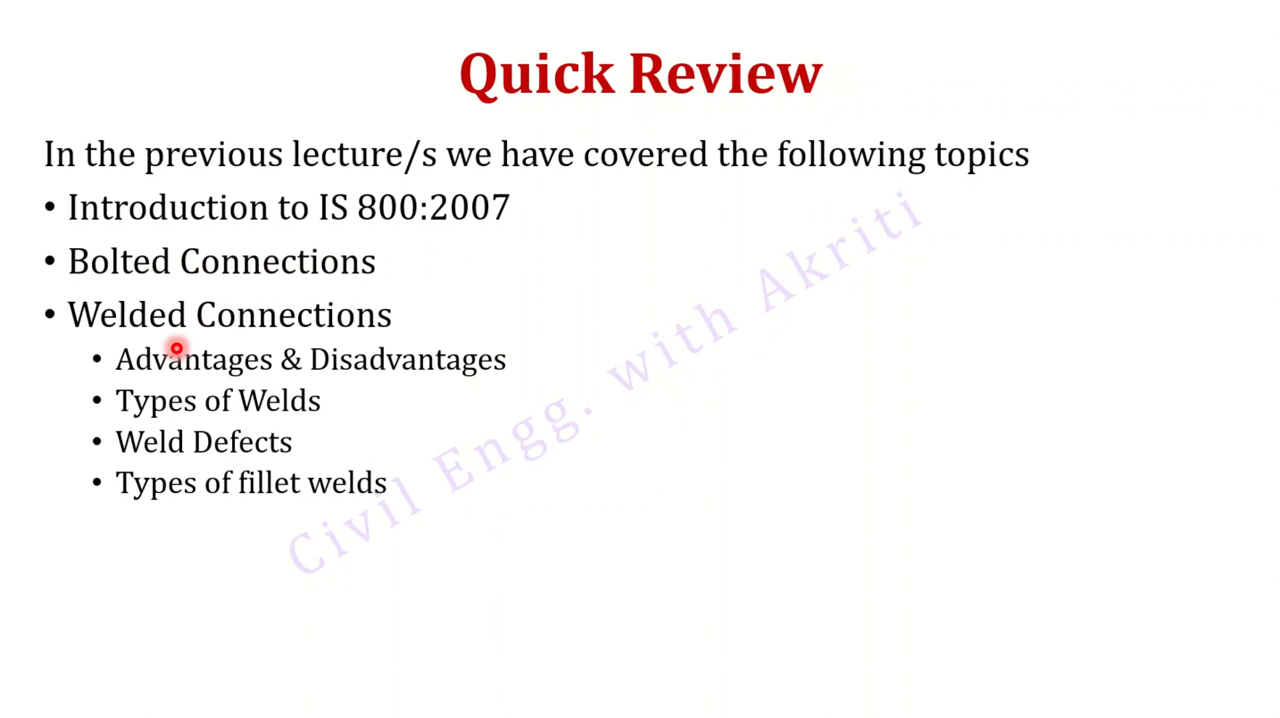 Quick Review
In the previous lecture/s we have covered the following topics
• Introduction to IS 800:2007
• Bolted Connections
• Welded Connections
• Advantages & Disadvantages
• Types of Welds
• Weld Defects
• Types of fillet welds
Civil Engg. with Akriti